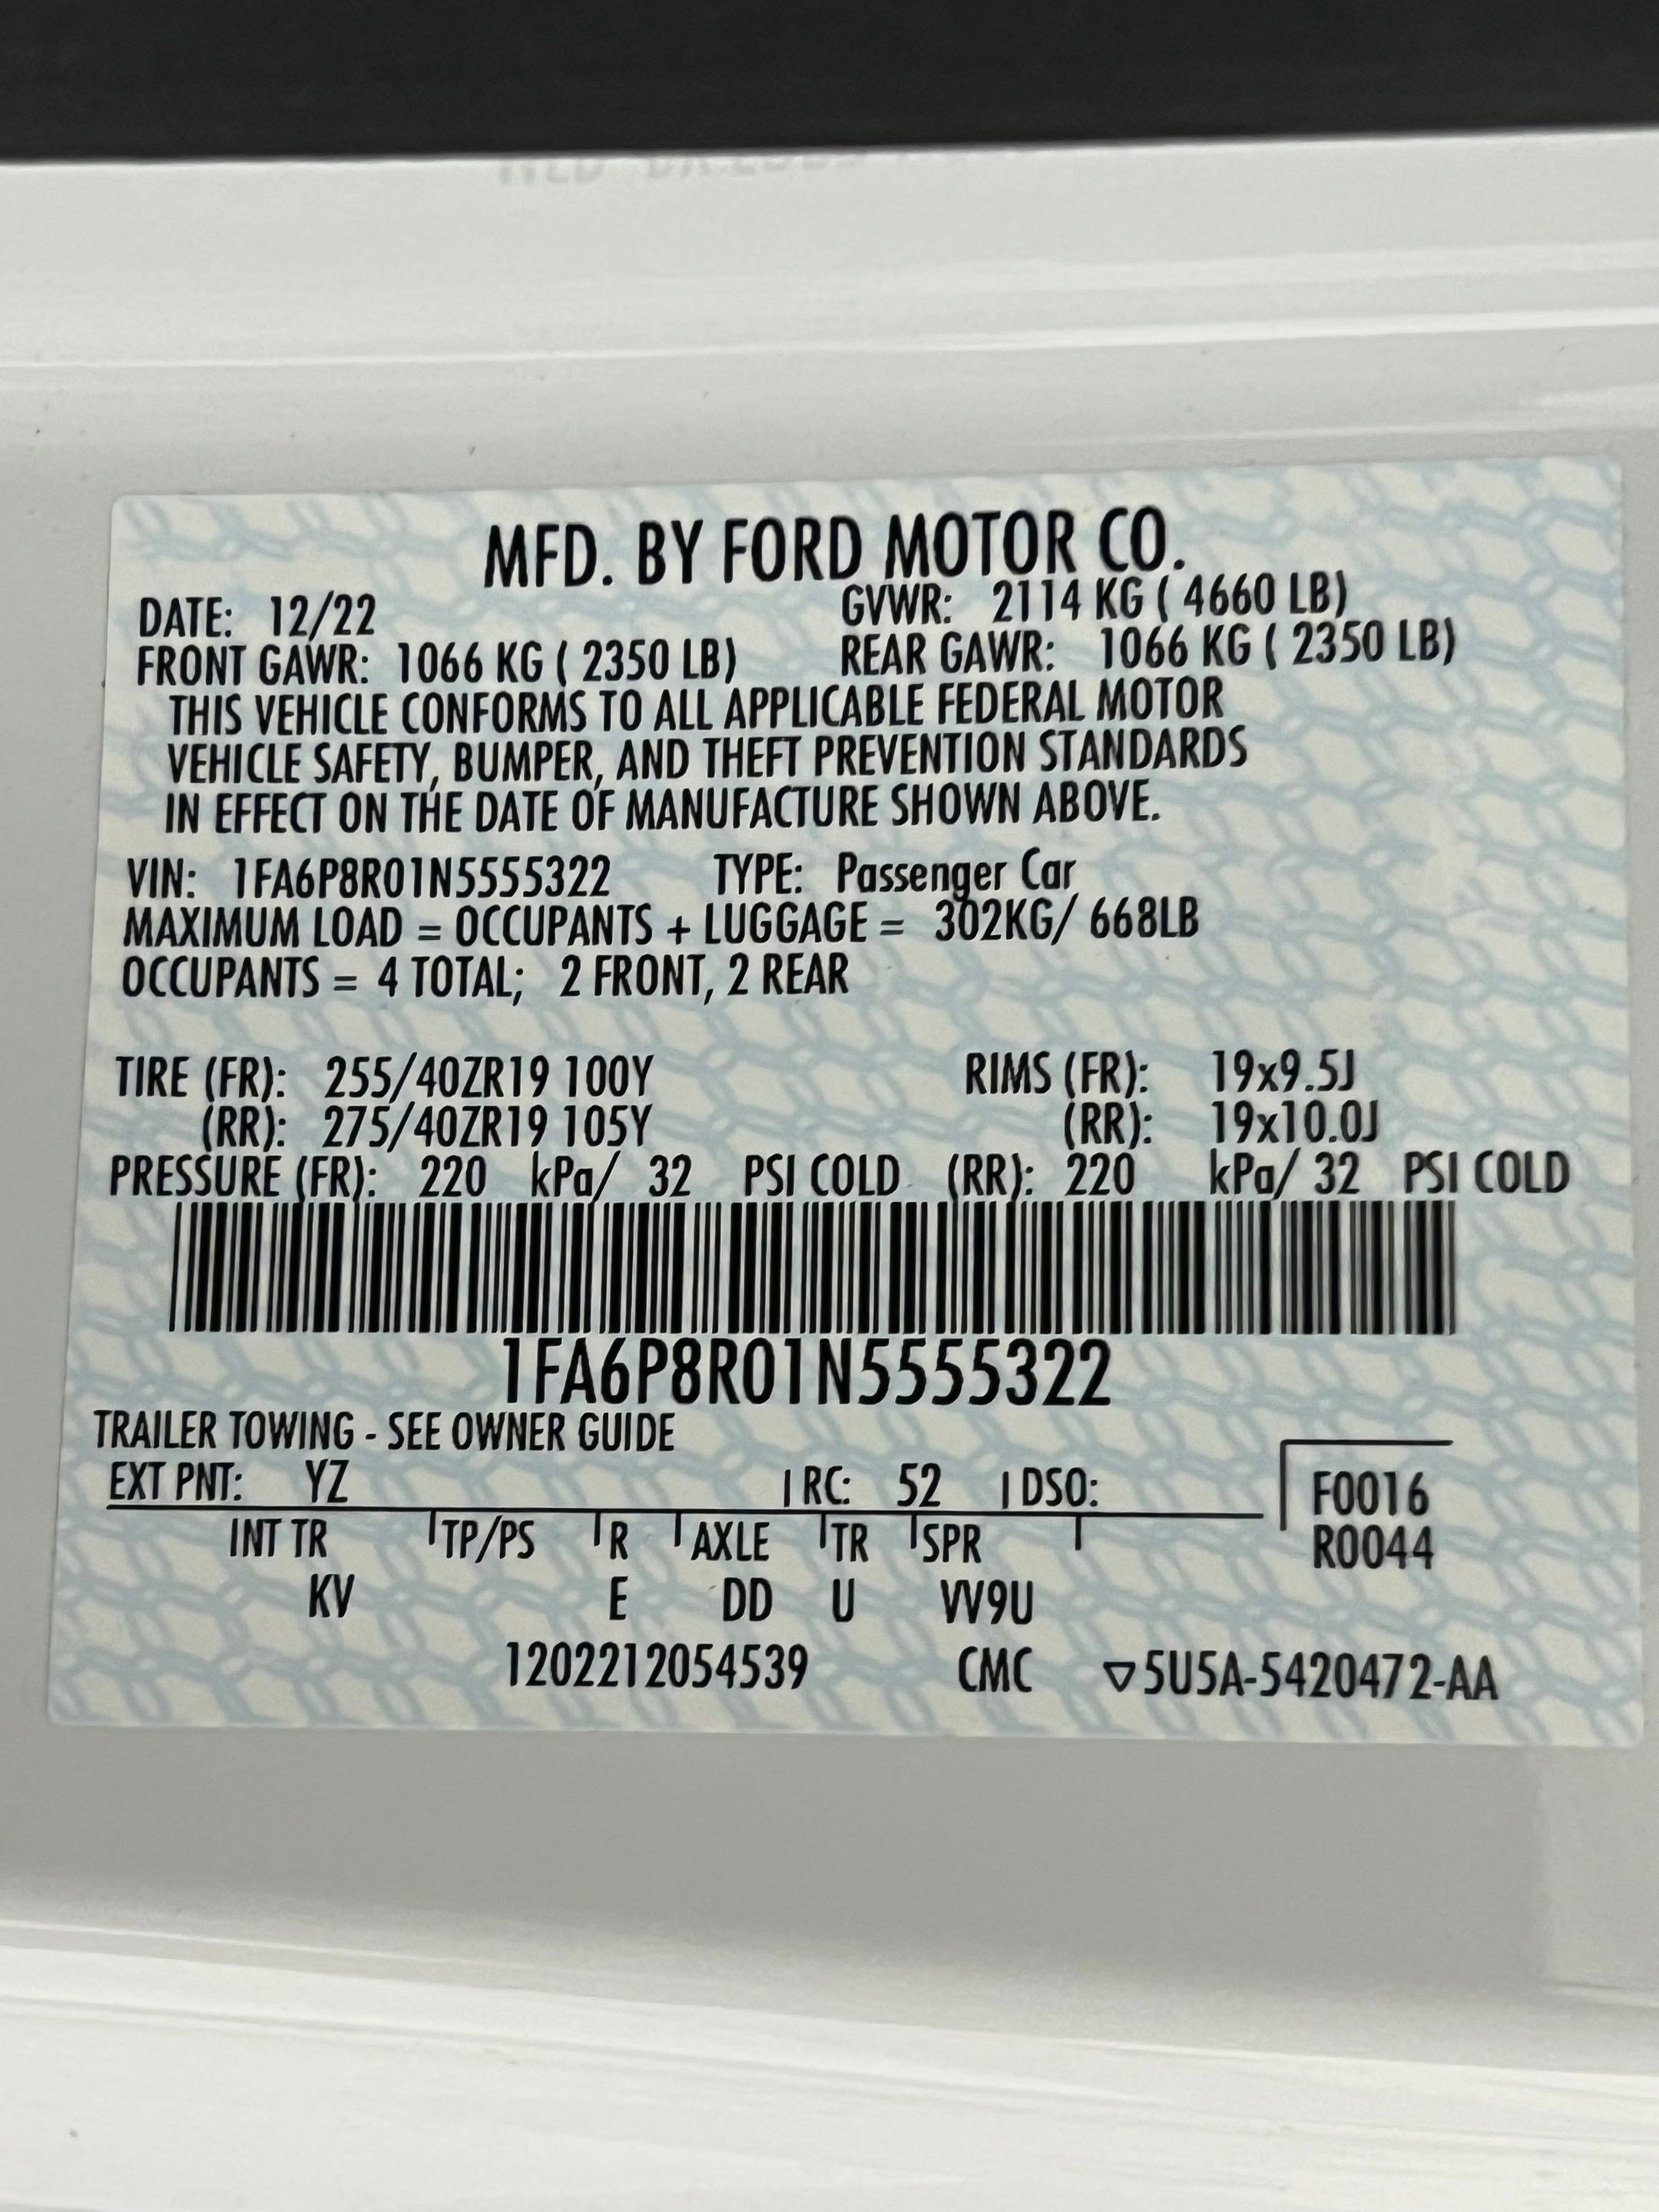 MFD. BY FORD MOTOR CO.
DATE: 12/22 GVWR: 2114 KG ( 4660 LB)
FRONT GAWR: 1066 KG ( 2350 LB) REAR GAWR: 1066 KG ( 2350 LB)
THIS VEHICLE CONFORMS TO ALL APPLICABLE FEDERAL MOTOR
VEHICLE SAFETY, BUMPER, AND THEFT PREVENTION STANDARDS
IN EFFECT ON THE DATE OF MANUFACTURE SHOWN ABOVE.
VIN: 1FA6P8R01N5555322 TYPE: Passenger Car
MAXIMUM LOAD = OCCUPANTS + LUGGAGE = 302KG/ 668LB
OCCUPANTS = 4 TOTAL; 2 FRONT, 2 REAR
TIRE (FR): 255/40ZR19 100Y RIMS (FR): 19x9.5J
(RR): 275/40ZR19 105Y (RR): 19x10.0J
PRESSURE (FR): 220 kPa/ 32 PSI COLD (RR): 220 kPa/ 32 PSI COLD
1FA6P8R01N5555322
TRAILER TOWING - SEE OWNER GUIDE
EXT PNT: YZ RC: 52 DSO: F0016
INT TR TP/PS R AXLE TR SPR R0044
KV E DD U VV9U
1202212054539 CMC ▽5U5A-5420472-AA